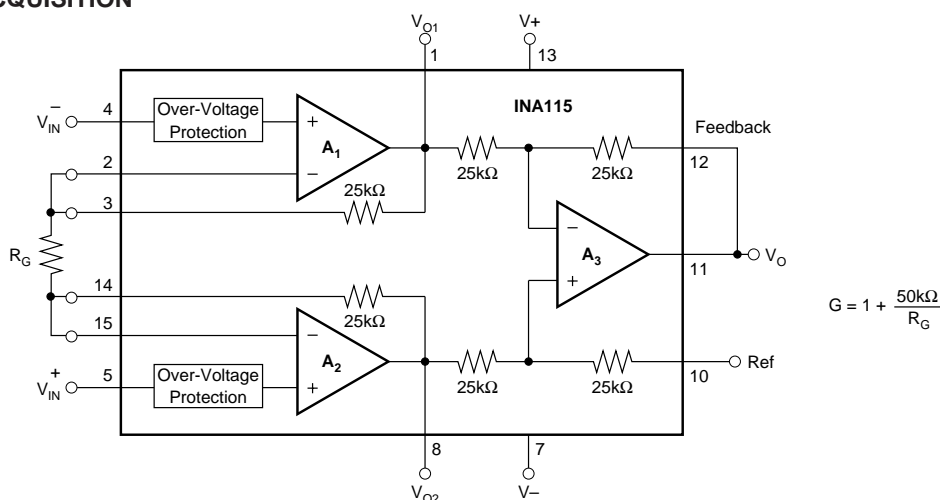 V_O1
V+
1
13
INA115
4
V_IN^–
Over-Voltage
Protection
+
A_1
–
2
3
25kΩ
25kΩ
25kΩ
Feedback
12
R_G
–
A_3
+
11
V_O
G = 1 + 50kΩ
R_G
14
15
25kΩ
–
A_2
+
5
V_IN^+
Over-Voltage
Protection
25kΩ
25kΩ
10
Ref
8
7
V_O2
V–